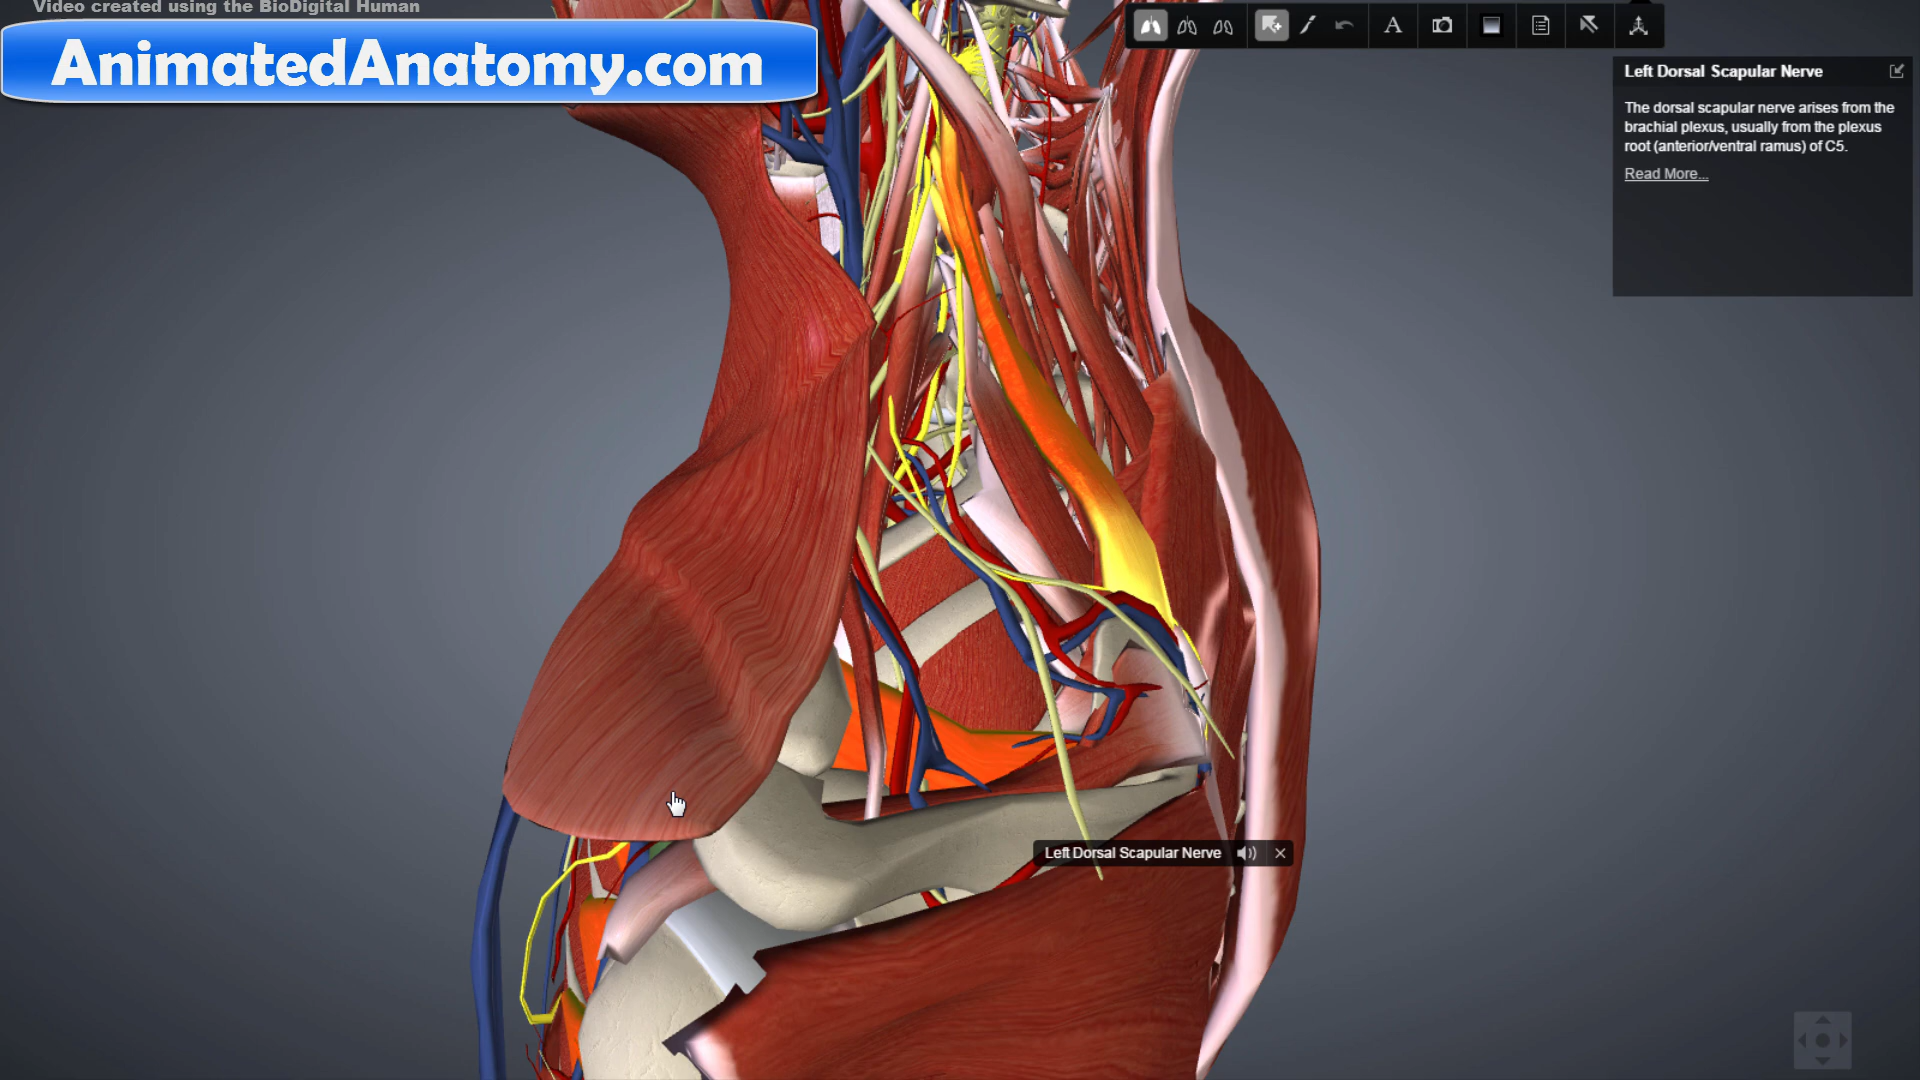 Video created using the BioDigital Human
AnimatedAnatomy.com
A
Left Dorsal Scapular Nerve
The dorsal scapular nerve arises from the
brachial plexus, usually from the plexus
root (anterior/ventral ramus) of C5.
Read More...
Left Dorsal Scapular Nerve